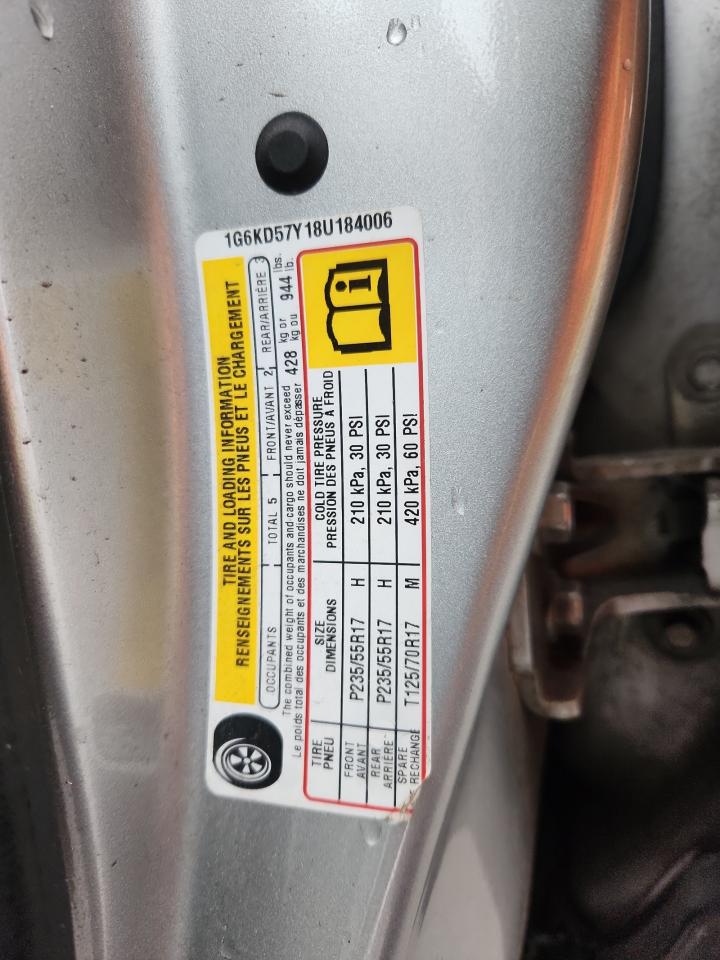 1G6KD57Y18U184006
TIRE AND LOADING INFORMATION
RENSEIGNEMENTS SUR LES PNEUS ET LE CHARGEMENT
OCCUPANTS TOTAL 5 FRONT/AVANT 2 REAR/ARRIÈRE 3
The combined weight of occupants and cargo should never exceed 428 kg or 944 lbs.
Le poids total des occupants et des marchandises ne doit jamais dépasser kg ou lb.
TIRE SIZE COLD TIRE PRESSURE
PNEU DIMENSIONS PRESSION DES PNEUS A FROID
FRONT
AVANT P235/55R17 H 210 kPa, 30 PSI
REAR
ARRIERE P235/55R17 H 210 kPa, 30 PSI
SPARE
RECHANGE T125/70R17 M 420 kPa, 60 PSI
i